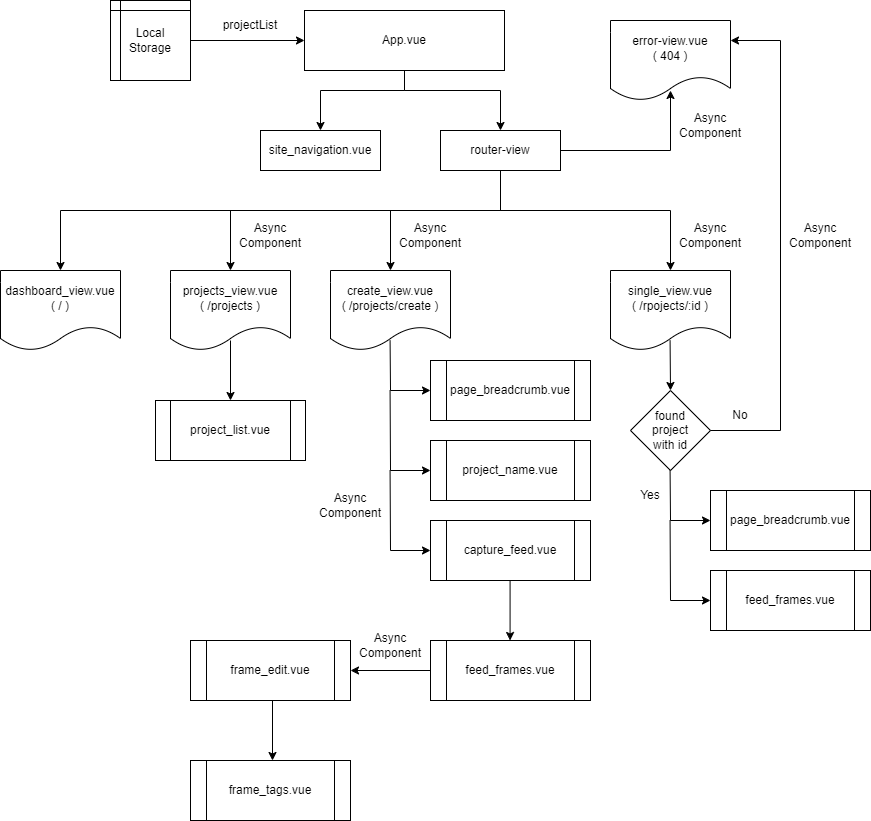 Local
Storage
projectList
App.vue
error-view.vue
( 404 )
Async
Component
site_navigation.vue
router-view
Async
Component
Async
Component
Async
Component
Async
Component
dashboard_view.vue
( / )
projects_view.vue
( /projects )
create_view.vue
( /projects/create )
single_view.vue
( /rpojects/:id )
project_list.vue
page_breadcrumb.vue
found
project
with id
No
project_name.vue
Async
Component
Yes
capture_feed.vue
page_breadcrumb.vue
feed_frames.vue
Async
Component
frame_edit.vue
feed_frames.vue
frame_tags.vue